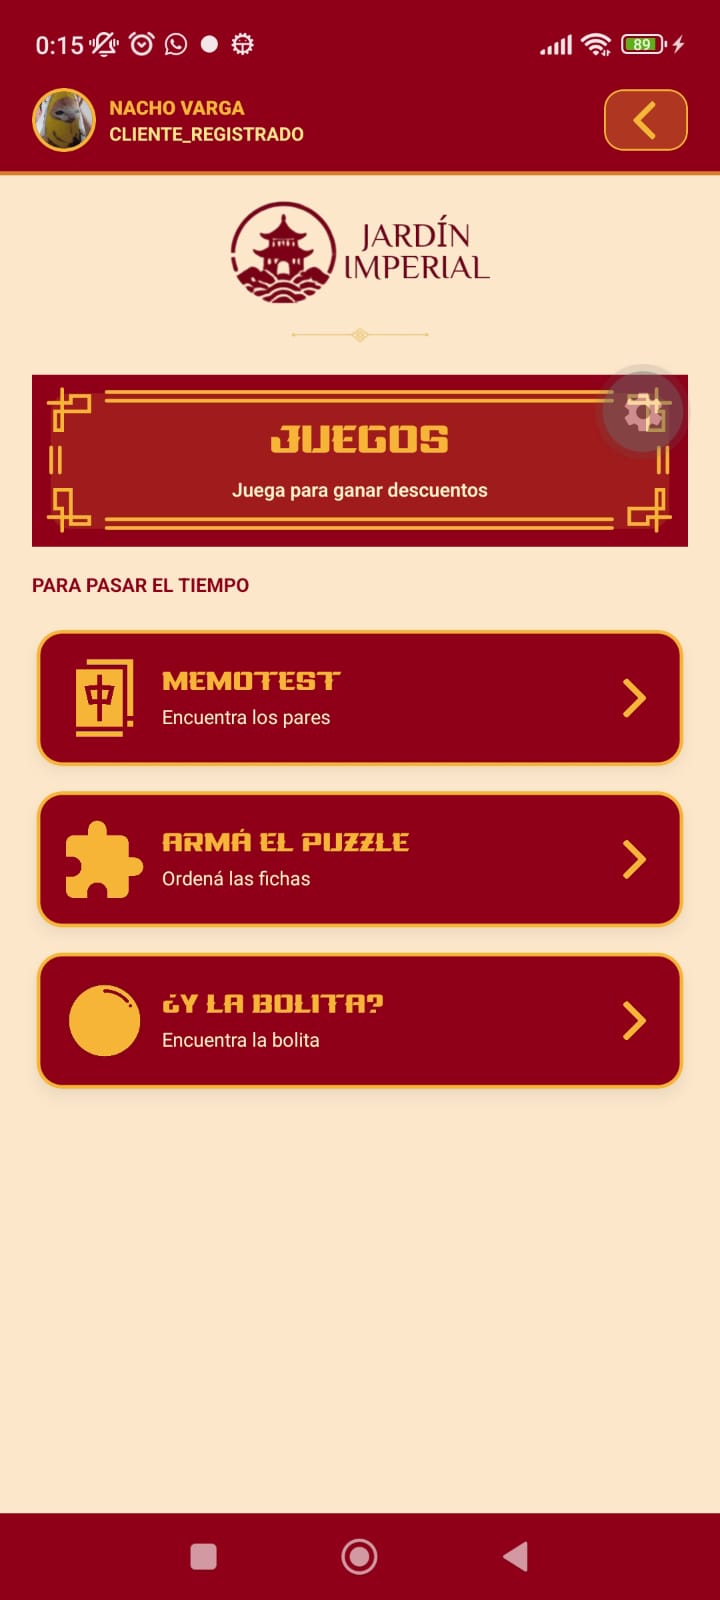 0:15
89
NACHO VARGA
CLIENTE_REGISTRADO
JARDÍN
IMPERIAL
JUEGOS
Juega para ganar descuentos
PARA PASAR EL TIEMPO
中
MEMOTEST
Encuentra los pares
ARMÁ EL PUZZLE
Ordená las fichas
¿Y LA BOLITA?
Encuentra la bolita